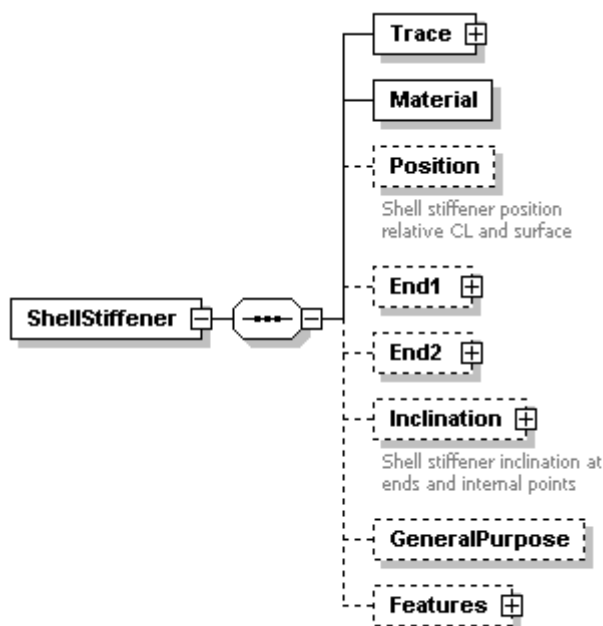 Trace
Material
Position
Shell stiffener position
relative CL and surface
End1
ShellStiffener
End2
Inclination
Shell stiffener inclination at
ends and internal points
GeneralPurpose
Features